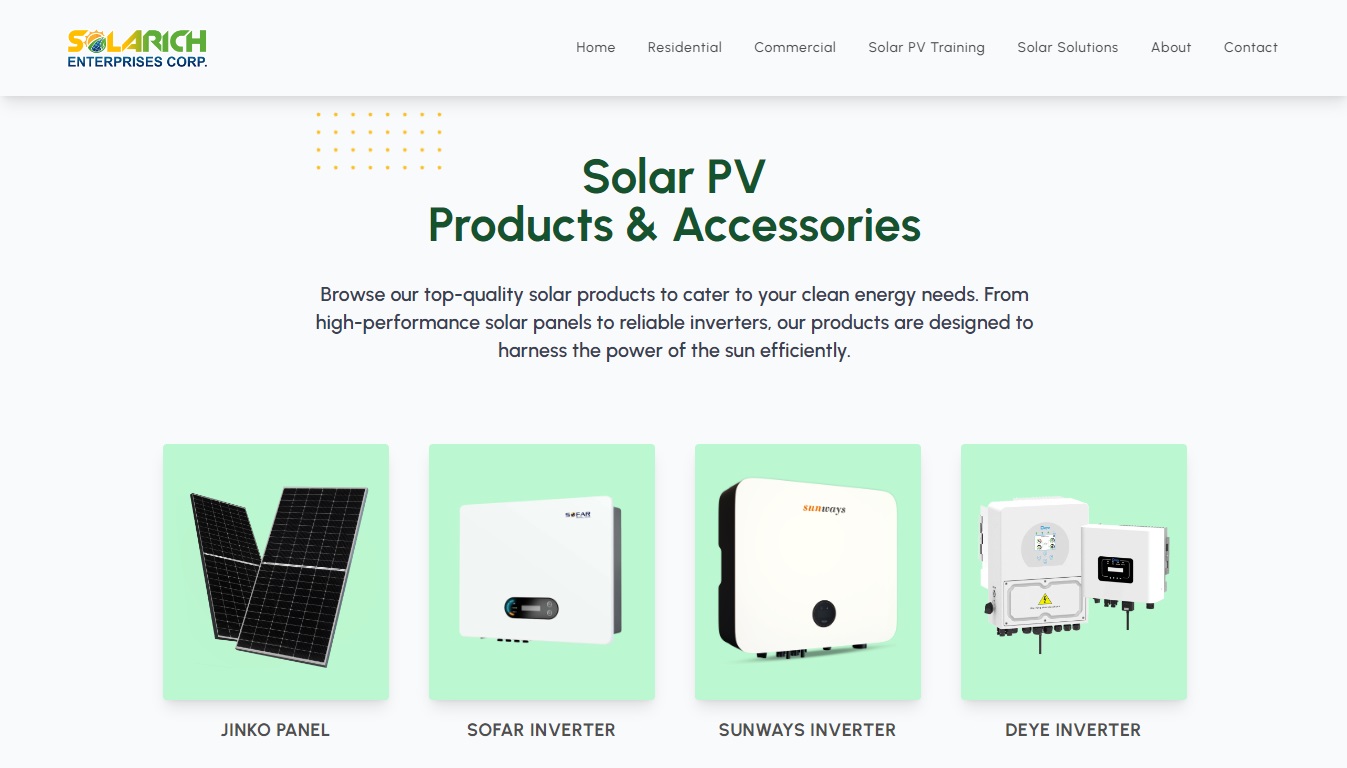 SOLARICH
ENTERPRISES CORP.
Home Residential Commercial Solar PV Training Solar Solutions About Contact
Solar PV
Products & Accessories
Browse our top-quality solar products to cater to your clean energy needs. From
high-performance solar panels to reliable inverters, our products are designed to
harness the power of the sun efficiently.
SOFAR
sunways
Deye
JINKO PANEL
SOFAR INVERTER
SUNWAYS INVERTER
DEYE INVERTER